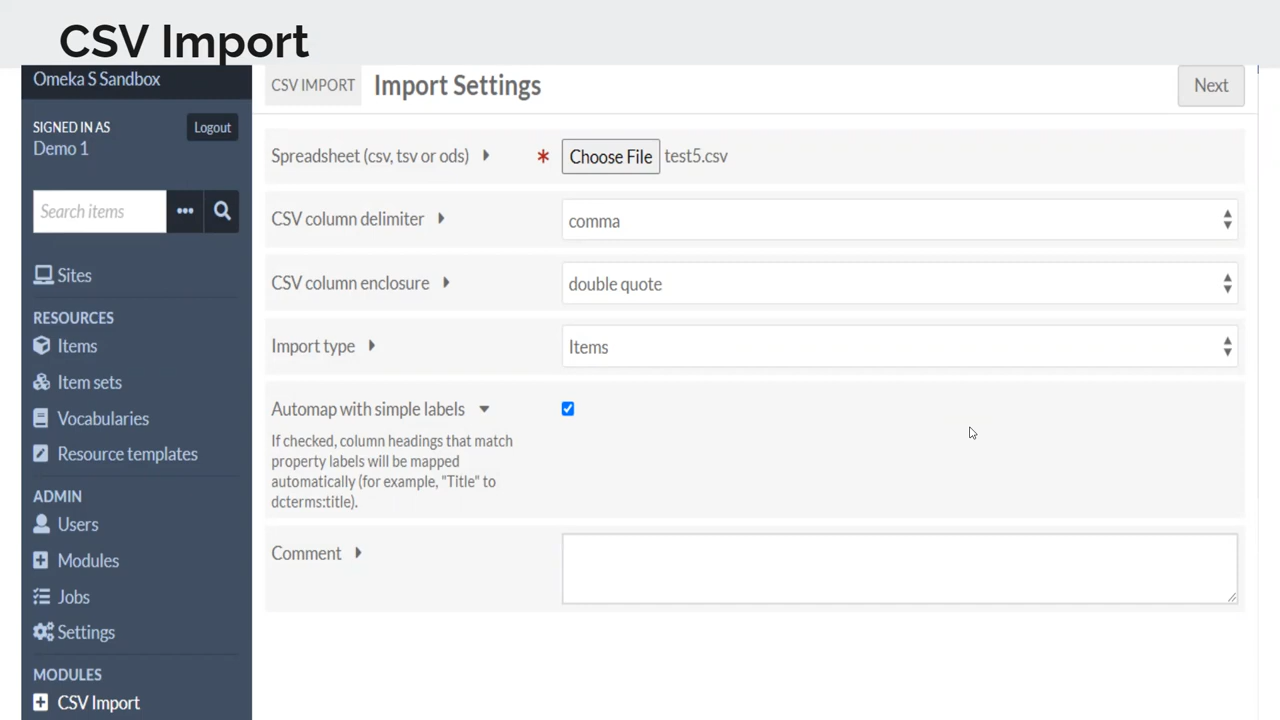 CSV Import
Omeka S Sandbox
SIGNED IN AS
Demo 1
Logout
Search items
Sites
RESOURCES
Items
Item sets
Vocabularies
Resource templates
ADMIN
Users
Modules
Jobs
Settings
MODULES
CSV Import
CSV IMPORT
Import Settings
Next
Spreadsheet (csv, tsv or ods)
* Choose File test5.csv
CSV column delimiter
comma
CSV column enclosure
double quote
Import type
Items
Automap with simple labels
If checked, column headings that match
property labels will be mapped
automatically (for example, "Title" to
dcterms:title).
Comment